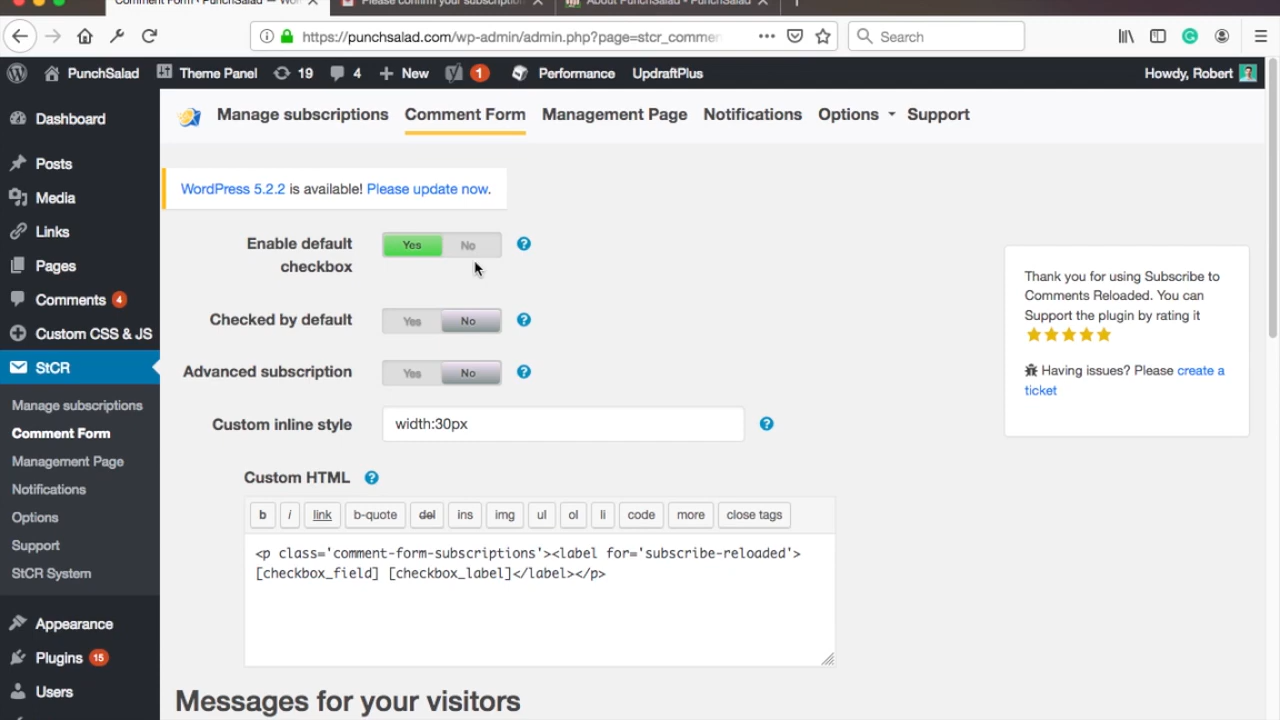 Comment Form ‹ PunchSalad — Wor
Please confirm your subscription
About PunchSalad - PunchSalad
https://punchsalad.com/wp-admin/admin.php?page=stcr_comme
Search
PunchSalad
Theme Panel
19
4
New
1
Performance
UpdraftPlus
Howdy, Robert
Dashboard
Posts
Media
Links
Pages
Comments 4
Custom CSS & JS
StCR
Manage subscriptions
Comment Form
Management Page
Notifications
Options
Support
StCR System
Appearance
Plugins 15
Users
Manage subscriptions
Comment Form
Management Page
Notifications
Options
Support
WordPress 5.2.2 is available! Please update now.
Enable default
checkbox
Yes
No
Checked by default
Yes
No
Advanced subscription
Yes
No
Custom inline style
width:30px
Custom HTML
b
i
link
b-quote
del
ins
img
ul
ol
li
code
more
close tags
<p class='comment-form-subscriptions'><label for='subscribe-reloaded'>
[checkbox_field] [checkbox_label]</label></p>
Messages for your visitors
Thank you for using Subscribe to
Comments Reloaded. You can
Support the plugin by rating it
Having issues? Please create a
ticket